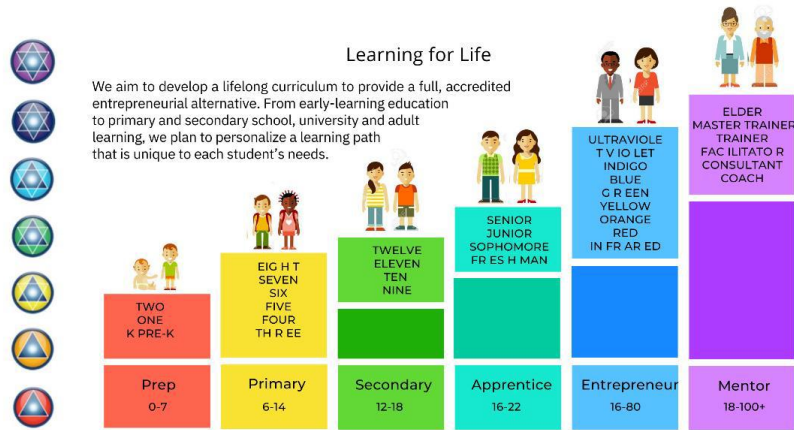 Learning for Life
We aim to develop a lifelong curriculum to provide a full, accredited
entrepreneurial alternative. From early-learning education
to primary and secondary school, university and adult
learning, we plan to personalize a learning path
that is unique to each student's needs.
TWO
ONE
K PRE-K
Prep
0-7
EIG H T
SEVEN
SIX
FIVE
FOUR
TH R EE
Primary
6-14
TWELVE
ELEVEN
TEN
NINE
Secondary
12-18
SENIOR
JUNIOR
SOPHOMORE
FR ES H MAN
Apprentice
16-22
ULTRAVIOLE
T V IO LET
INDIGO
BLUE
G R EEN
YELLOW
ORANGE
RED
IN FR AR ED
Entrepreneur
16-80
ELDER
MASTER TRAINER
TRAINER
FAC ILITATO R
CONSULTANT
COACH
Mentor
18-100+